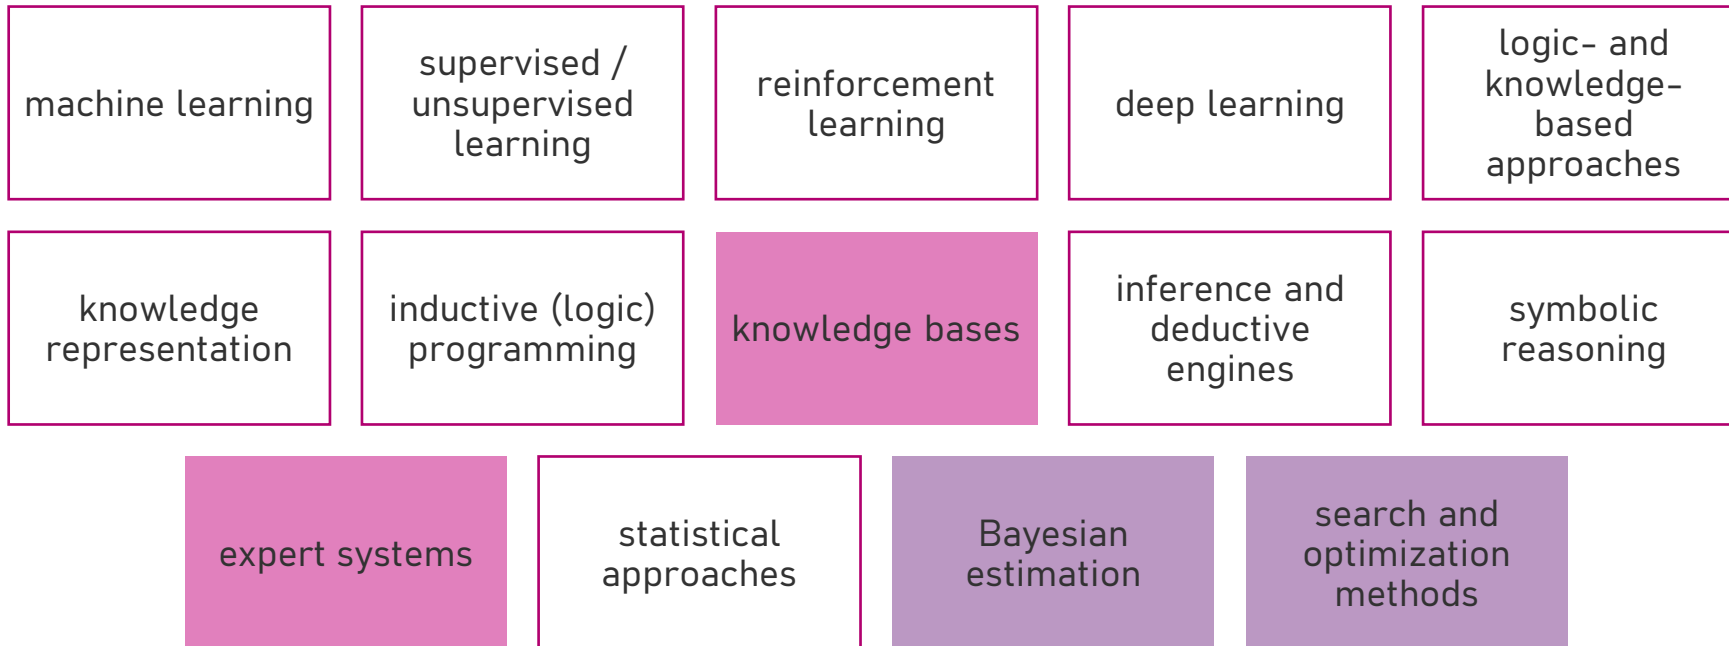 machine learning
supervised /
unsupervised
learning
reinforcement
learning
deep learning
logic- and
knowledge-
based
approaches
knowledge
representation
inductive (logic)
programming
knowledge bases
inference and
deductive
engines
symbolic
reasoning
expert systems
statistical
approaches
Bayesian
estimation
search and
optimization
methods